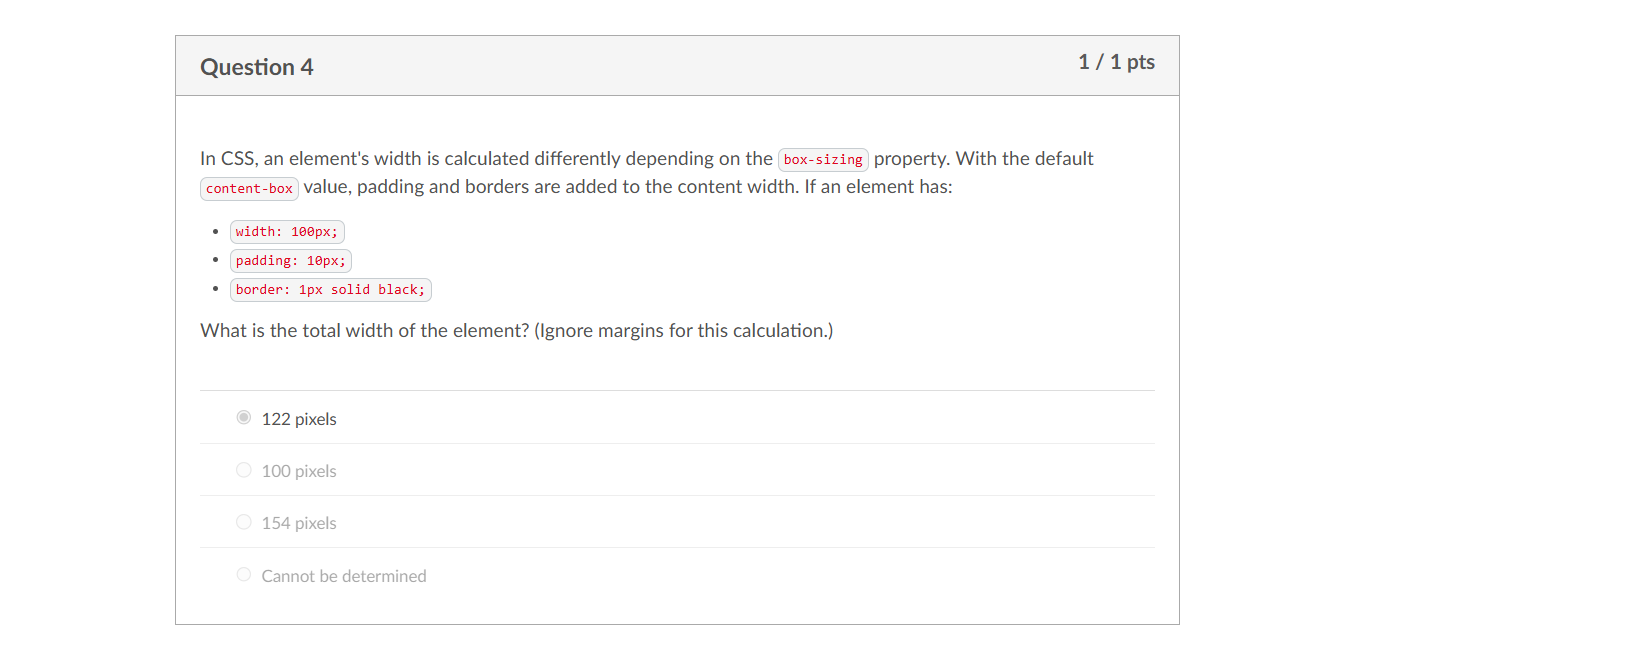 Question 4
1 / 1 pts
In CSS, an element's width is calculated differently depending on the box-sizing property. With the default
content-box value, padding and borders are added to the content width. If an element has:
• width: 100px;
• padding: 10px;
• border: 1px solid black;
What is the total width of the element? (Ignore margins for this calculation.)
122 pixels
100 pixels
154 pixels
Cannot be determined